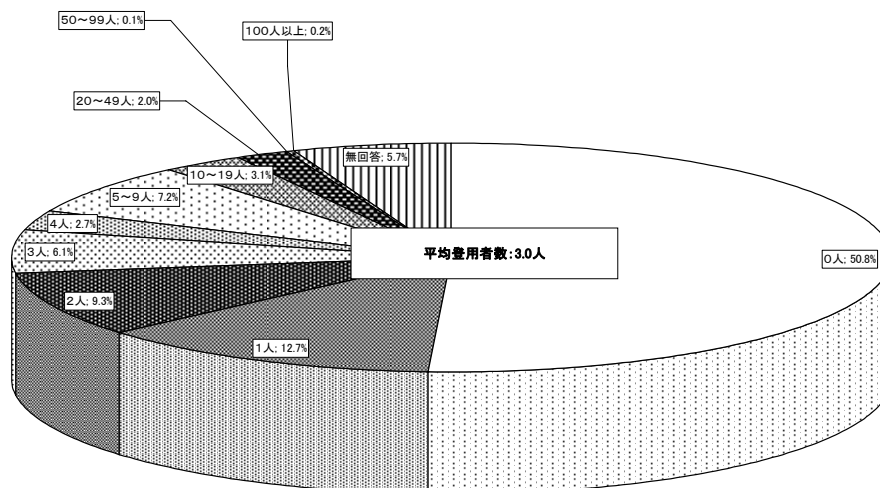 50～99人; 0.1%
100人以上; 0.2%
20～49人; 2.0%
無回答; 5.7%
10～19人; 3.1%
5～9人; 7.2%
4人; 2.7%
3人; 6.1%
平均登用者数:3.0人
0人; 50.8%
2人; 9.3%
1人; 12.7%